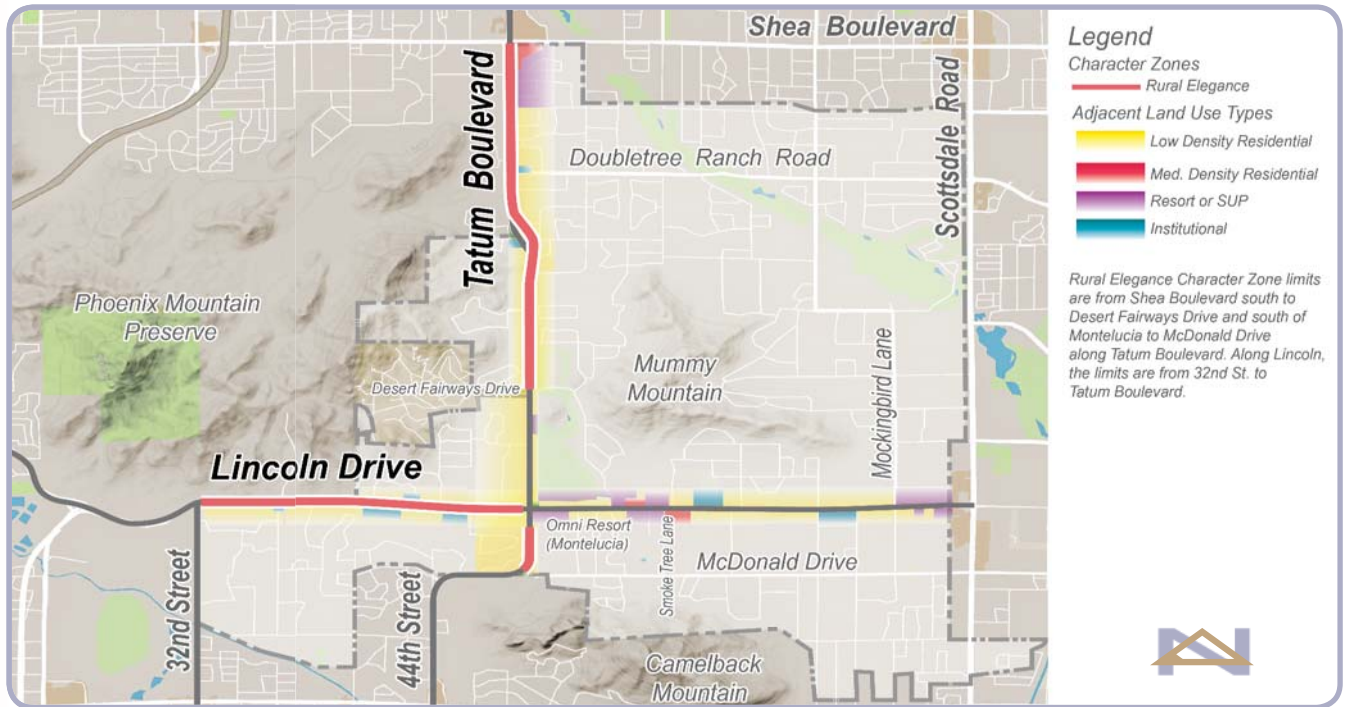 Shea Boulevard
Tatum Boulevard
Scottsdale Road
Doubletree Ranch Road
Phoenix Mountain
Preserve
Mummy
Mountain
Mockingbird Lane
Desert Fairways Drive
Lincoln Drive
Omni Resort
(Montelucia)
Smoke Tree Lane
McDonald Drive
32nd Street
44th Street
Camelback
Mountain
Legend
Character Zones
Rural Elegance
Adjacent Land Use Types
Low Density Residential
Med. Density Residential
Resort or SUP
Institutional
Rural Elegance Character Zone limits
are from Shea Boulevard south to
Desert Fairways Drive and south of
Montelucia to McDonald Drive
along Tatum Boulevard. Along Lincoln,
the limits are from 32nd St. to
Tatum Boulevard.
N